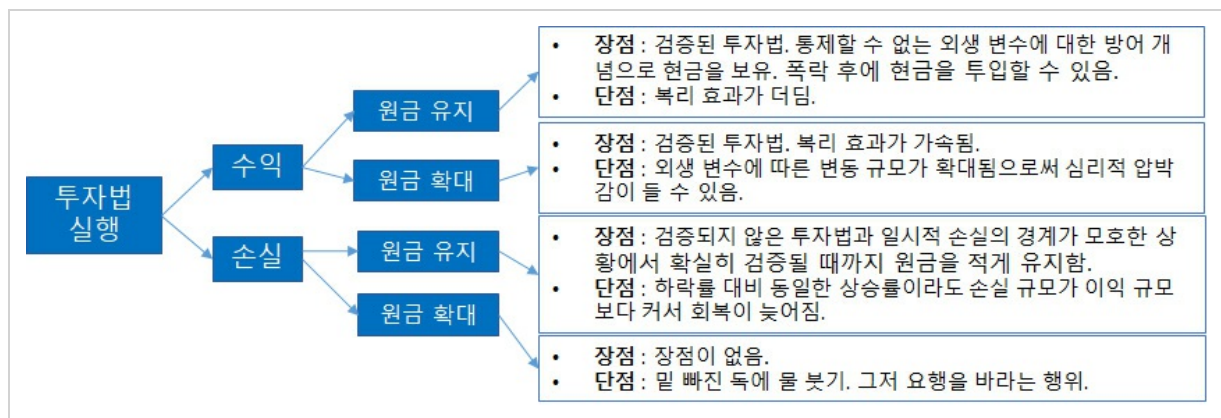 투자법
실행
수익
손실
원금 유지
원금 확대
원금 유지
원금 확대
• 장점 : 검증된 투자법. 통제할 수 없는 외생 변수에 대한 방어 개
념으로 현금을 보유. 폭락 후에 현금을 투입할 수 있음.
• 단점 : 복리 효과가 더딤.
• 장점 : 검증된 투자법. 복리 효과가 가속됨.
• 단점 : 외생 변수에 따른 변동 규모가 확대됨으로써 심리적 압박
감이 들 수 있음.
• 장점 : 검증되지 않은 투자법과 일시적 손실의 경계가 모호한 상
황에서 확실히 검증될 때까지 원금을 적게 유지함.
• 단점 : 하락률 대비 동일한 상승률이라도 손실 규모가 이익 규모
보다 커서 회복이 늦어짐.
• 장점 : 장점이 없음.
• 단점 : 밑 빠진 독에 물 붓기. 그저 요행을 바라는 행위.